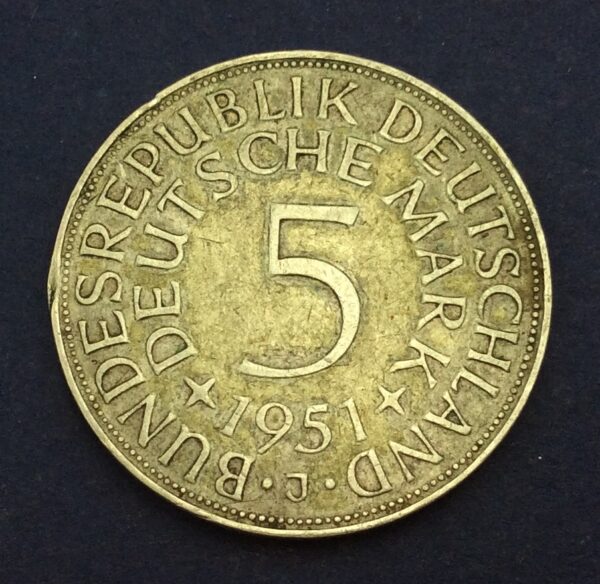 BUNDESREPUBLIK DEUTSCHLAND
DEUTSCHE MARK
5
1951
· J ·